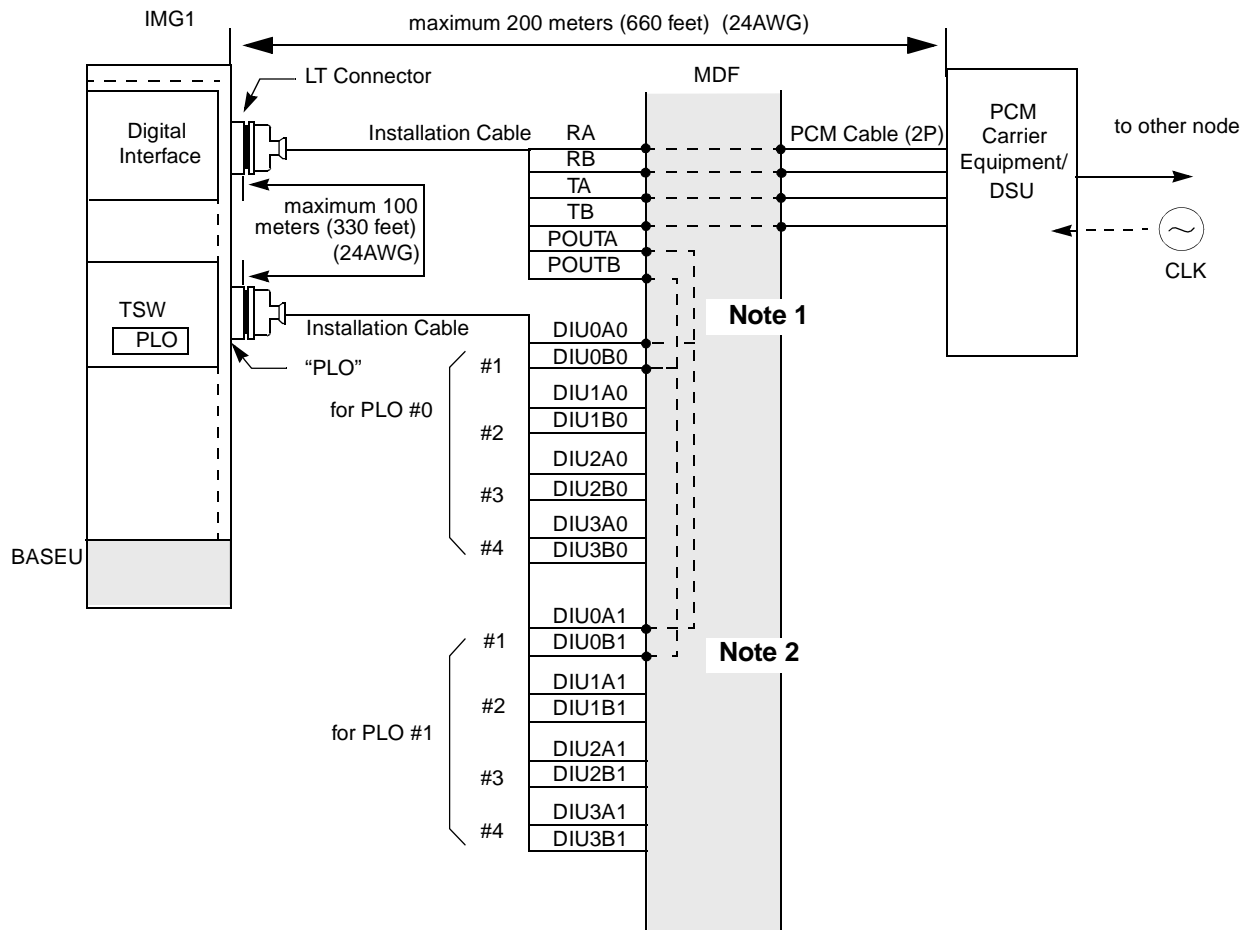 IMG1
maximum 200 meters (660 feet) (24AWG)
LT Connector
MDF
Digital
Interface
Installation Cable
RA
RB
TA
TB
POUTA
POUTB
PCM Cable (2P)
PCM
Carrier
Equipment/
DSU
to other node
CLK
maximum 100
meters (330 feet)
(24AWG)
TSW
PLO
Installation Cable
"PLO"
Note 1
for PLO #0
#1
DIU0A0
DIU0B0
#2
DIU1A0
DIU1B0
#3
DIU2A0
DIU2B0
#4
DIU3A0
DIU3B0
BASEU
for PLO #1
#1
DIU0A1
DIU0B1
Note 2
#2
DIU1A1
DIU1B1
#3
DIU2A1
DIU2B1
#4
DIU3A1
DIU3B1